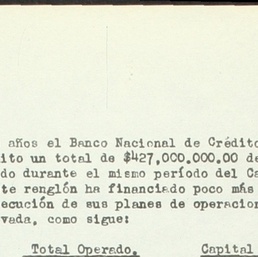 años el Banco Nacional de Crédito
ito un total de $427,000.000.00 de
do durante el mismo período del Ca
te renglón ha financiado poco más
ecución de sus planes de operacion
vada, como sigue:
Total Operado. Capital